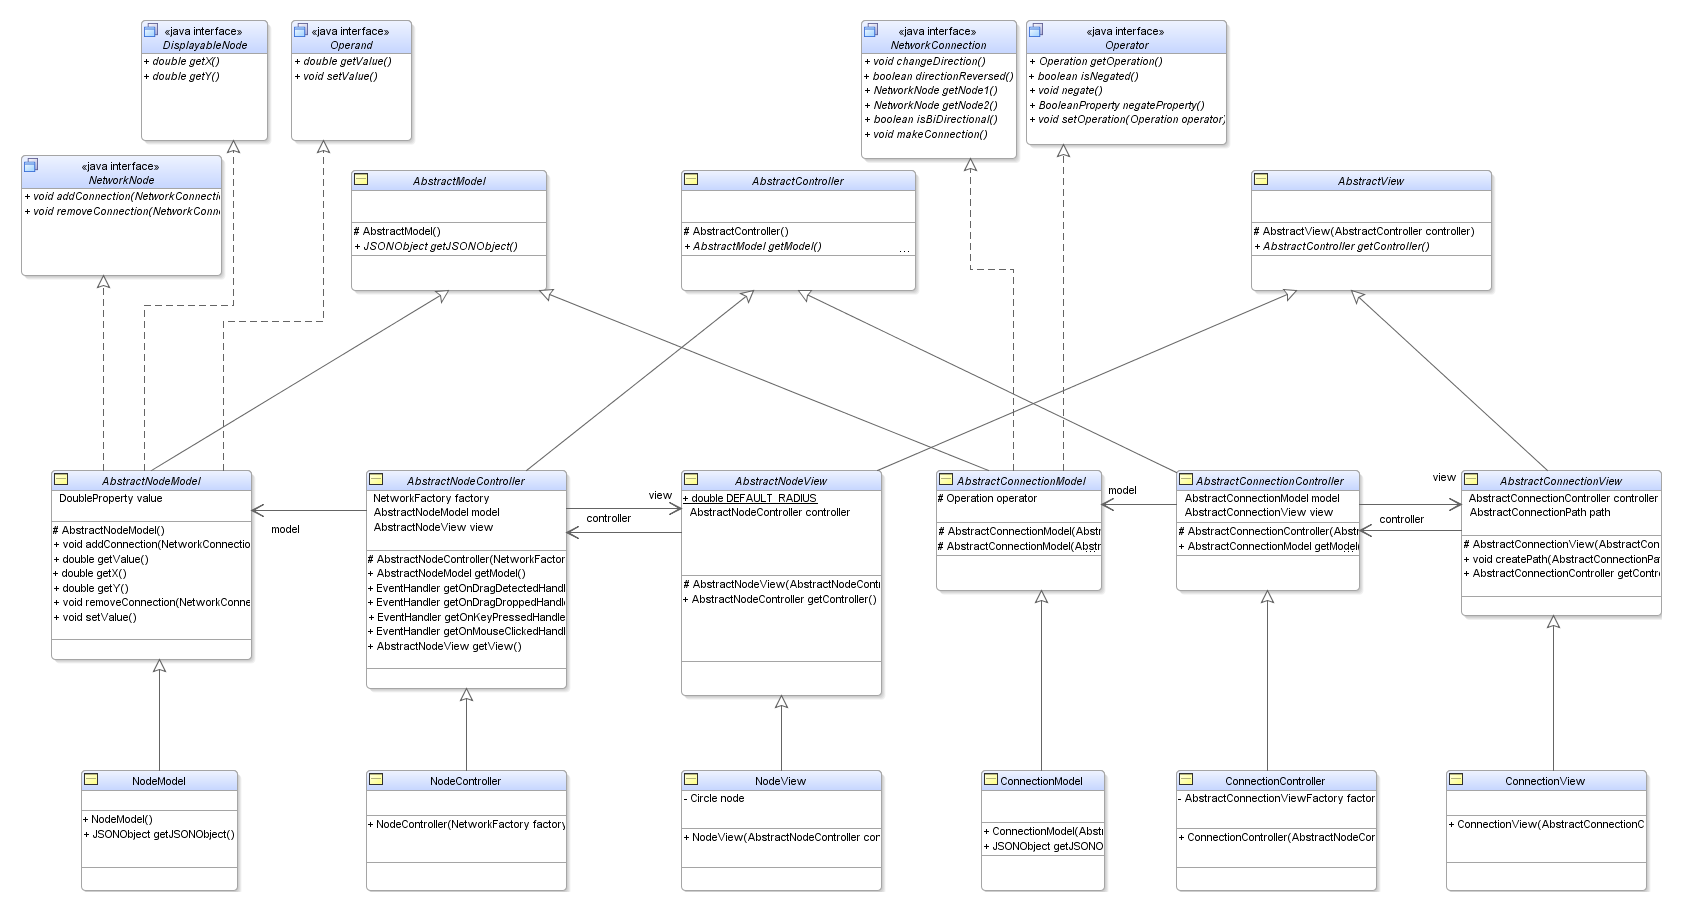 «java interface»
DisplayableNode
+ double getX()
+ double getY()
«java interface»
Operand
+ double getValue()
+ void setValue()
«java interface»
NetworkConnection
+ void changeDirection()
+ boolean directionReversed()
+ NetworkNode getNode1()
+ NetworkNode getNode2()
+ boolean isBiDirectional()
+ void makeConnection()
«java interface»
Operator
+ Operation getOperation()
+ boolean isNegated()
+ void negate()
+ BooleanProperty negateProperty()
+ void setOperation(Operation operator)
«java interface»
NetworkNode
+ void addConnection(NetworkConnecti
+ void removeConnection(NetworkConn
AbstractModel
# AbstractModel()
+ JSONObject getJSONObject()
AbstractController
# AbstractController()
+ AbstractModel getModel()
...
AbstractView
# AbstractView(AbstractController controller)
+ AbstractController getController()
AbstractNodeModel
DoubleProperty value
# AbstractNodeModel()
+ void addConnection(NetworkConnectio
+ double getValue()
+ double getX()
+ double getY()
+ void removeConnection(NetworkConne
+ void setValue()
model
AbstractNodeController
NetworkFactory factory
AbstractNodeModel model
AbstractNodeView view
# AbstractNodeController(NetworkFactor
+ AbstractNodeModel getModel()
+ EventHandler getOnDragDetectedHandl
+ EventHandler getOnDragDroppedHandl
+ EventHandler getOnKeyPressedHandle
+ EventHandler getOnMouseClickedHandl
+ AbstractNodeView getView()
view
controller
AbstractNodeView
+ double DEFAULT_RADIUS
AbstractNodeController controller
# AbstractNodeView(AbstractNodeContr
+ AbstractNodeController getController()
AbstractConnectionModel
# Operation operator
# AbstractConnectionModel(Abstr
# AbstractConnectionModel(Abstr
...
model
AbstractConnectionController
AbstractConnectionModel model
AbstractConnectionView view
# AbstractConnectionController(Abstrac
+ AbstractConnectionModel getModel(
...
view
controller
AbstractConnectionView
AbstractConnectionController controller
AbstractConnectionPath path
# AbstractConnectionView(AbstractCon
+ void createPath(AbstractConnectionPa
+ AbstractConnectionController getContr
NodeModel
+ NodeModel()
+ JSONObject getJSONObject()
NodeController
+ NodeController(NetworkFactory factory
NodeView
- Circle node
+ NodeView(AbstractNodeController con
ConnectionModel
+ ConnectionModel(Abstr
+ JSONObject getJSONO
ConnectionController
- AbstractConnectionViewFactory factor
+ ConnectionController(AbstractNodeCon
ConnectionView
+ ConnectionView(AbstractConnectionC